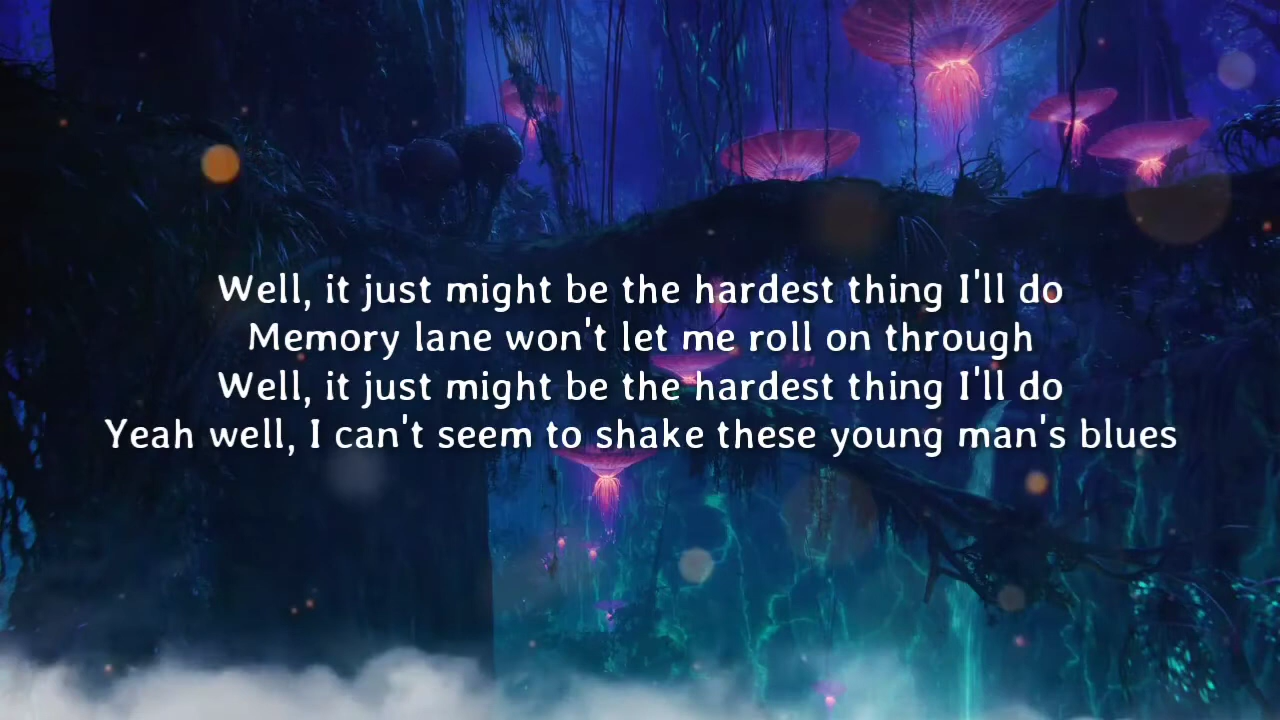 Well, it just might be the hardest thing I'll do
Memory lane won't let me roll on through
Well, it just might be the hardest thing I'll do
Yeah well, I can't seem to shake these young man's blues